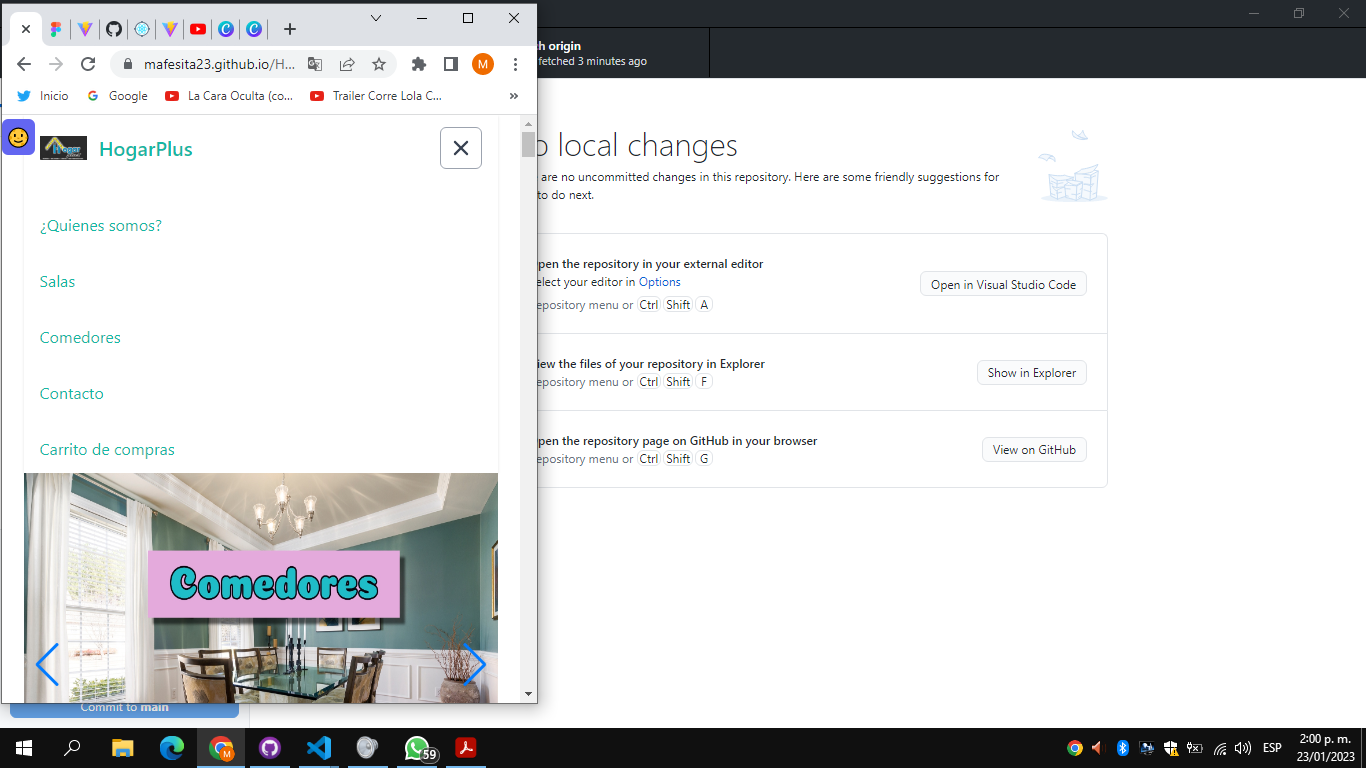 mafesita23.github.io/H...
M
Inicio
Google
La Cara Oculta (co...
Trailer Corre Lola C...
»
Hogar
HogarPlus
¿Quienes somos?
Salas
Comedores
Contacto
Carrito de compras
Comedores
Commit to main
h origin
fetched 3 minutes ago
o local changes
are no uncommitted changes in this repository. Here are some friendly suggestions for
to do next.
pen the repository in your external editor
elect your editor in Options
epository menu or Ctrl Shift A
Open in Visual Studio Code
iew the files of your repository in Explorer
epository menu or Ctrl Shift F
Show in Explorer
pen the repository page on GitHub in your browser
epository menu or Ctrl Shift G
View on GitHub
M
59
ESP
2:00 p. m.
23/01/2023